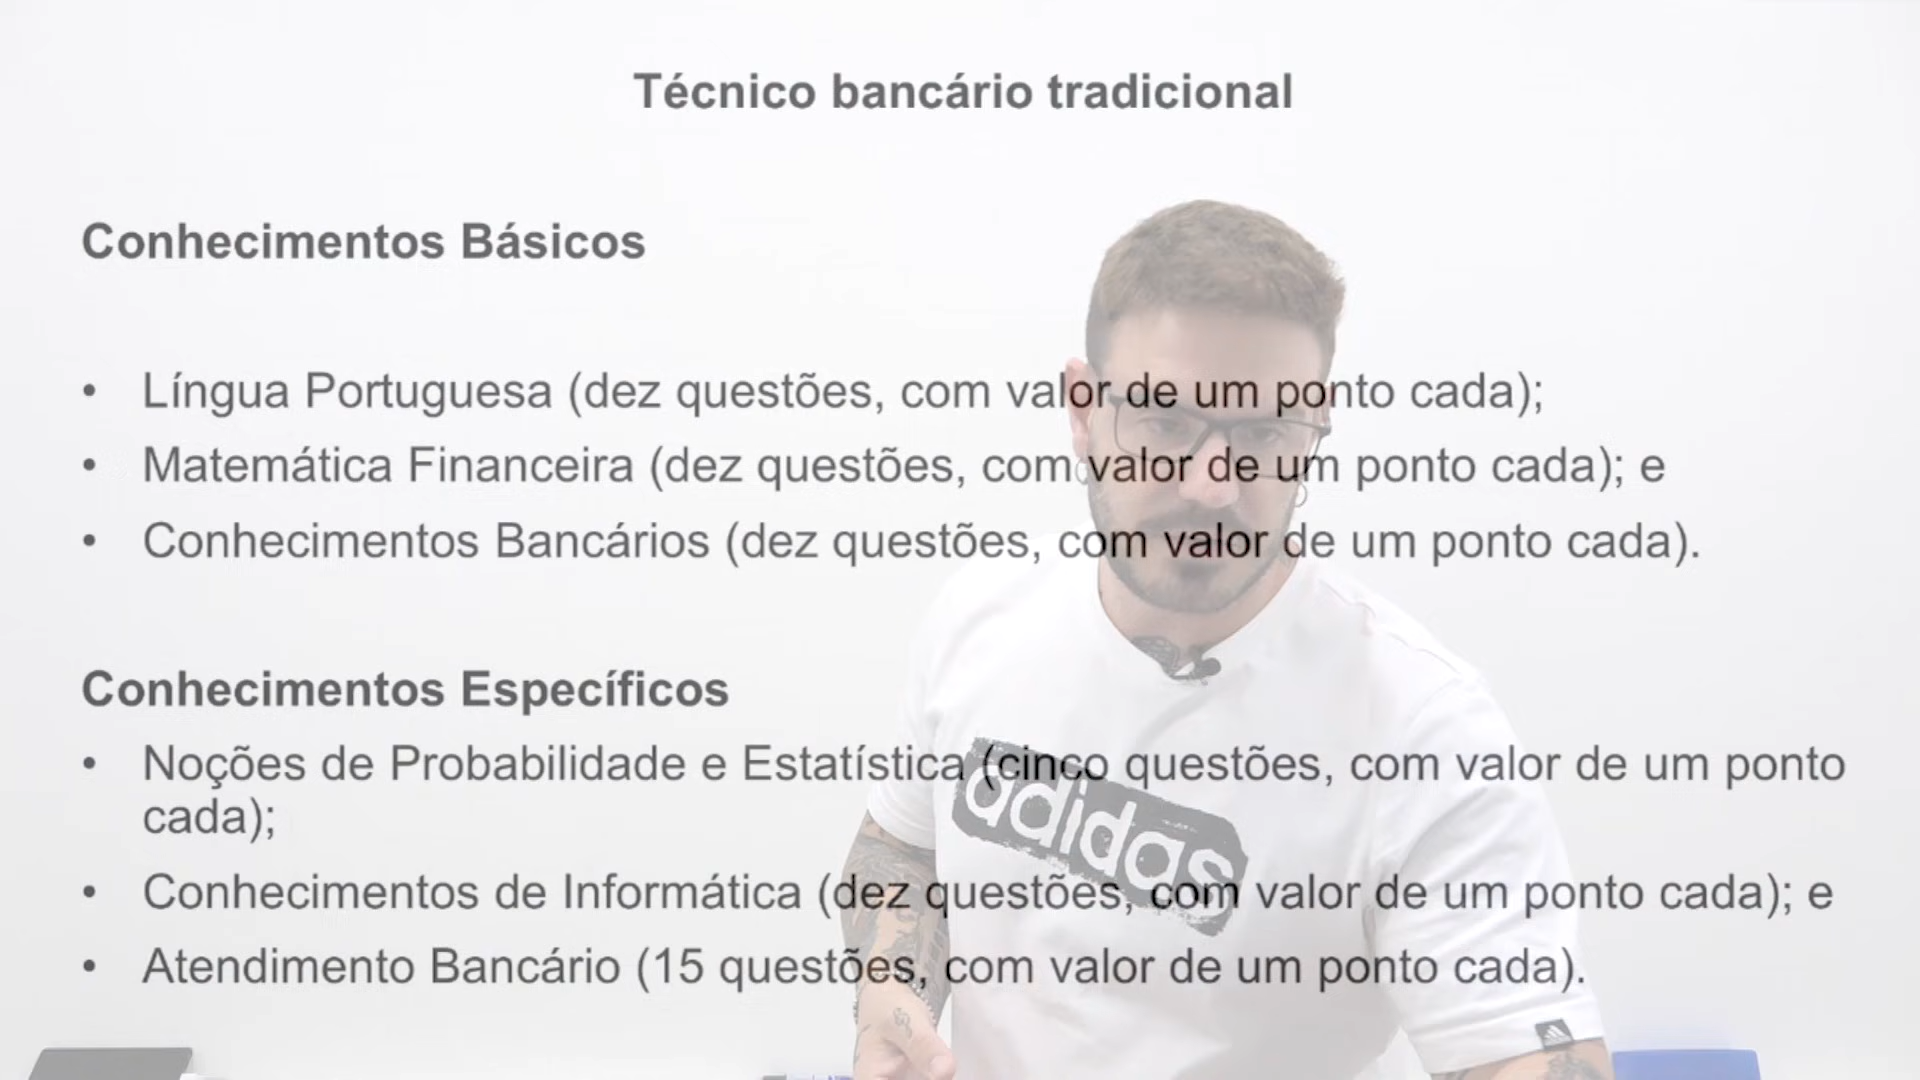 Técnico bancário tradicional
Conhecimentos Básicos
• Língua Portuguesa (dez questões, com valor de um ponto cada);
• Matemática Financeira (dez questões, com valor de um ponto cada); e
• Conhecimentos Bancários (dez questões, com valor de um ponto cada).
Conhecimentos Específicos
• Noções de Probabilidade e Estatística (cinco questões, com valor de um ponto
cada);
• Conhecimentos de Informática (dez questões, com valor de um ponto cada); e
• Atendimento Bancário (15 questões, com valor de um ponto cada).
adidas